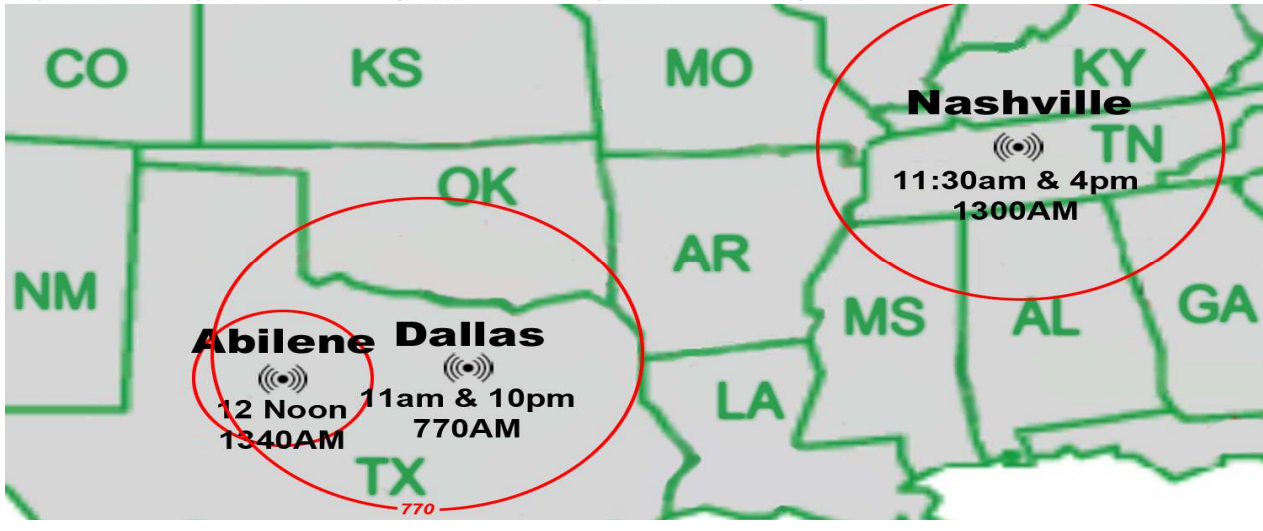 CO
KS
MO
KY
Nashville
TN
11:30am & 4pm
1300AM
OK
AR
NM
MS
AL
GA
Abilene
12 Noon
1340AM
Dallas
11am & 10pm
770AM
LA
TX
770